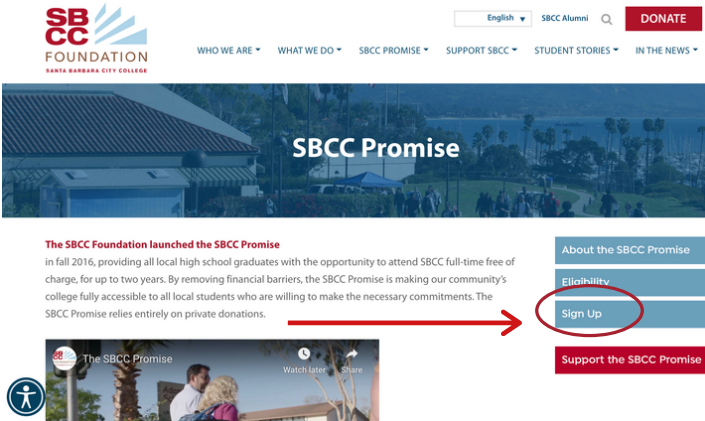 SB
CC
FOUNDATION
SANTA BARBARA CITY COLLEGE
English
SBCC Alumni
DONATE
WHO WE ARE
WHAT WE DO
SBCC PROMISE
SUPPORT SBCC
STUDENT STORIES
IN THE NEWS
SBCC Promise
The SBCC Foundation launched the SBCC Promise
in fall 2016, providing all local high school graduates with the opportunity to attend SBCC full-time free of
charge, for up to two years. By removing financial barriers, the SBCC Promise is making our community's
college fully accessible to all local students who are willing to make the necessary commitments. The
SBCC Promise relies entirely on private donations.
About the SBCC Promise
Eligibility
Sign Up
Support the SBCC Promise
The SBCC Promise
Watch later
Share